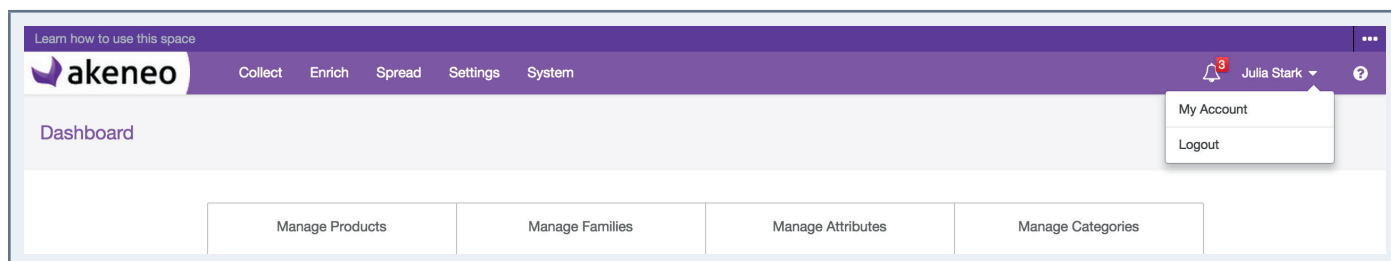 Learn how to use this space
akeneo Collect Enrich Spread Settings System 3 Julia Stark ?
My Account
Dashboard
Logout
Manage Products Manage Families Manage Attributes Manage Categories